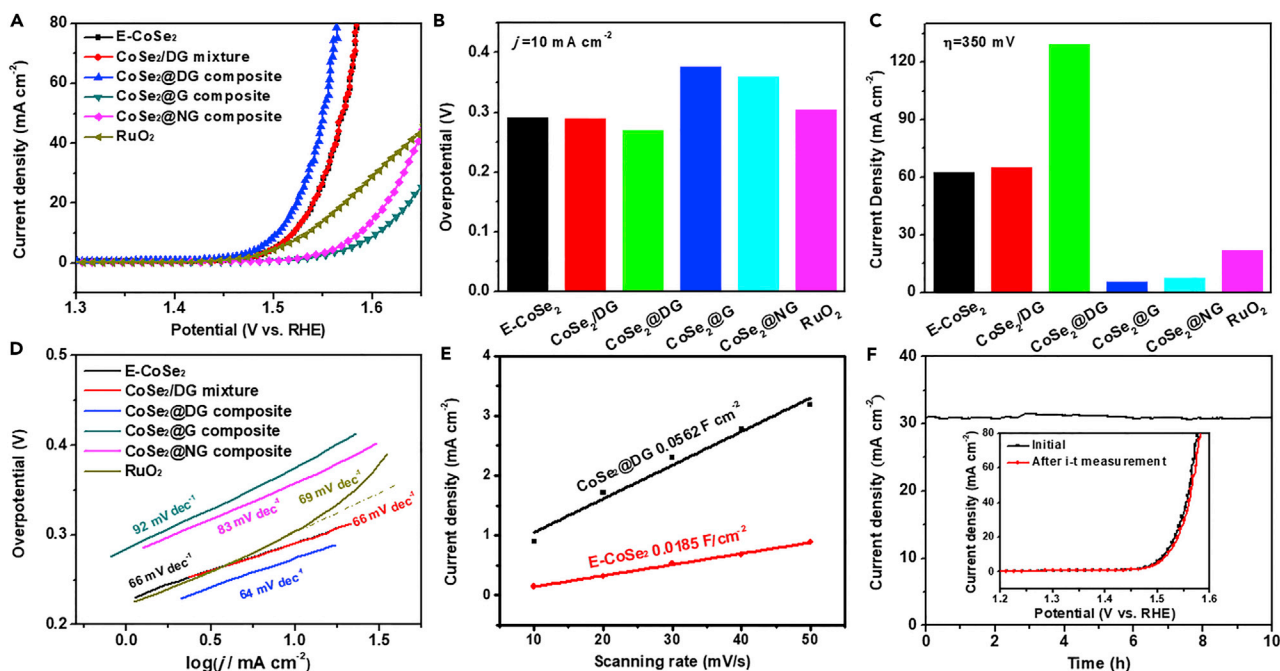 A
80
60
40
20
0
Current density (mA cm⁻²)
E-CoSe₂
CoSe₂/DG mixture
CoSe₂@DG composite
CoSe₂@G composite
CoSe₂@NG composite
RuO₂
1.3 1.4 1.5 1.6
Potential (V vs. RHE)
B
j=10 mA cm⁻²
0.4
0.3
0.2
0.1
0.0
Overpotential (V)
E-CoSe₂
CoSe₂/DG
CoSe₂@DG
CoSe₂@G
CoSe₂@NG
RuO₂
C
η=350 mV
120
90
60
30
0
Current Density (mA cm⁻²)
E-CoSe₂
CoSe₂/DG
CoSe₂@DG
CoSe₂@G
CoSe₂@NG
RuO₂
D
0.5
0.4
0.3
0.2
Overpotential (V)
E-CoSe₂
CoSe₂/DG mixture
CoSe₂@DG composite
CoSe₂@G composite
CoSe₂@NG composite
RuO₂
92 mV dec⁻¹
83 mV dec⁻¹
69 mV dec⁻¹
66 mV dec⁻¹
66 mV dec⁻¹
64 mV dec⁻¹
0.0 0.5 1.0 1.5
log(j / mA cm⁻²)
E
4
3
2
1
0
Current density (mA cm⁻²)
CoSe₂@DG 0.0562 F cm⁻²
E-CoSe₂ 0.0185 F/cm⁻²
10 20 30 40 50
Scanning rate (mV/s)
F
50
40
30
20
10
0
Current density (mA cm⁻²)
80
60
40
20
0
Current density (mA cm⁻²)
Initial
After i-t measurement
1.2 1.3 1.4 1.5 1.6
Potential (V vs. RHE)
0 2 4 6 8 10
Time (h)